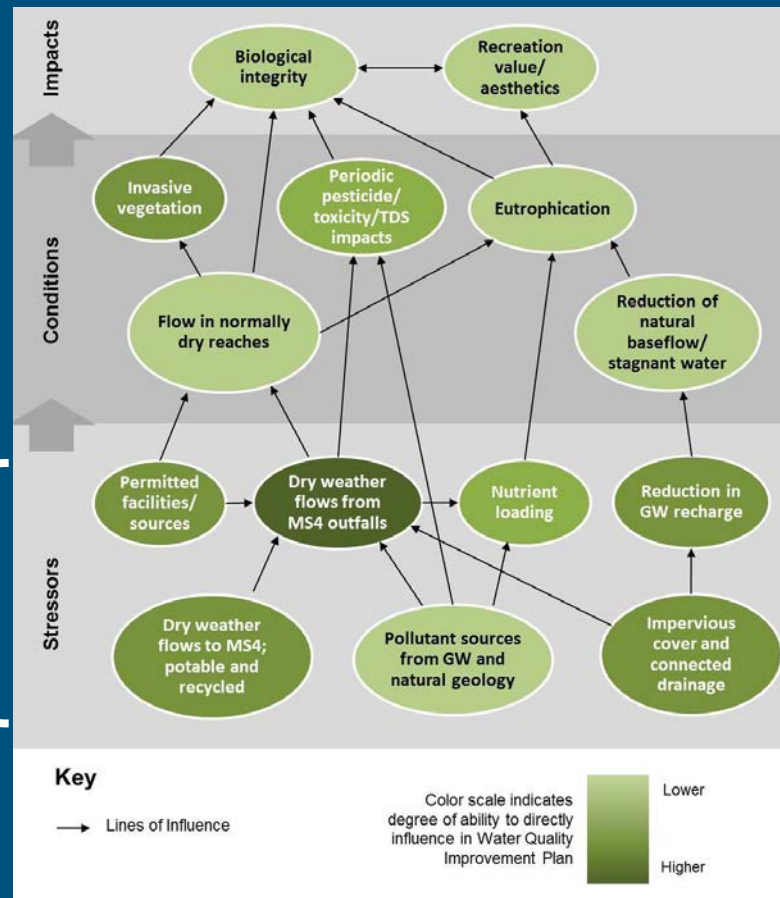 Impacts
Biological
integrity
Recreation
value/
aesthetics
Conditions
Invasive
vegetation
Periodic
pesticide/
toxicity/TDS
impacts
Eutrophication
Flow in normally
dry reaches
Reduction of
natural
baseflow/
stagnant water
Stressors
Permitted
facilities/
sources
Dry weather
flows from
MS4 outfalls
Nutrient
loading
Reduction in
GW recharge
Dry weather
flows to MS4;
potable and
recycled
Pollutant sources
from GW and
natural geology
Impervious
cover and
connected
drainage
Key
Lines of Influence
Color scale indicates
degree of ability to directly
influence in Water Quality
Improvement Plan
Lower
Higher